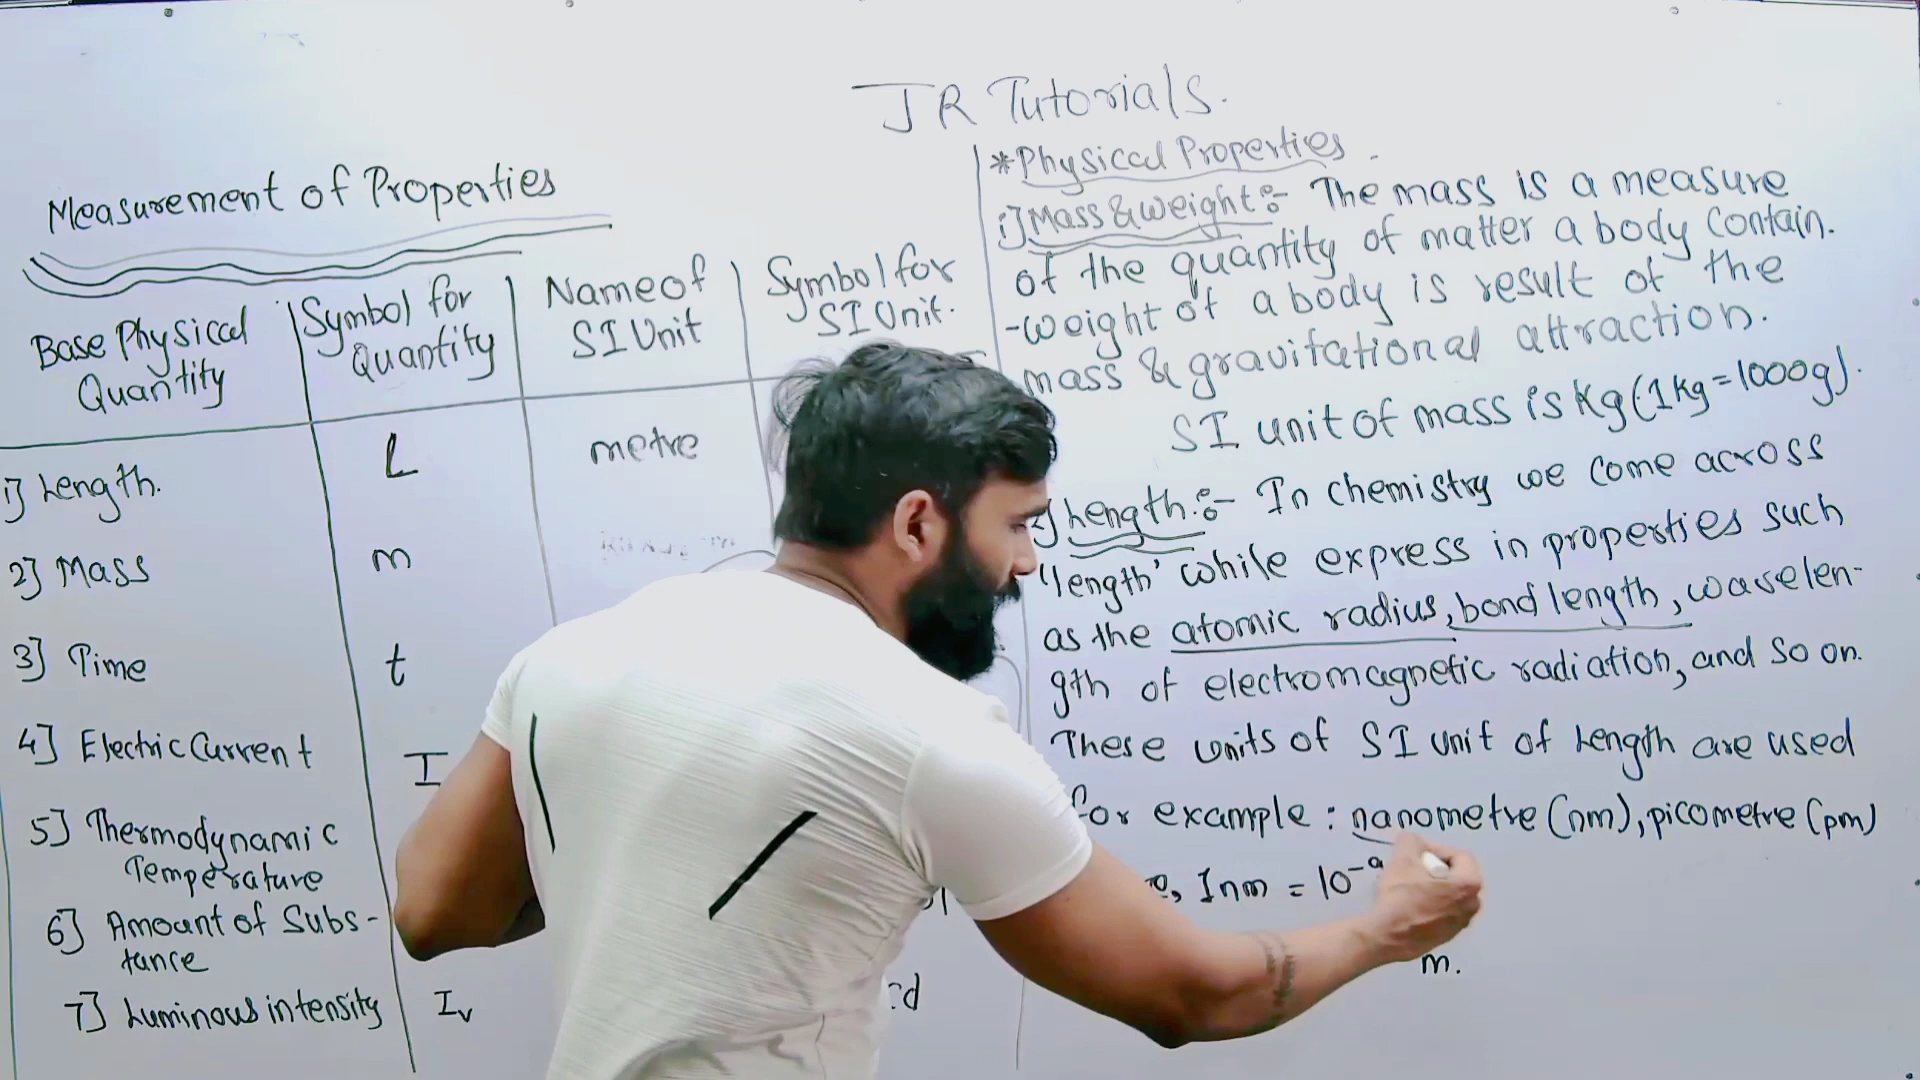 JR Tutorials.
Measurement of Properties
Base Physical Quantity
Symbol for Quantity
Name of SI Unit
Symbol for SI Unit.
1] Length.
L
metre
2] Mass
m
3] Time
t
4] Electric Current
I
5] Thermodynamic
Temperature
6] Amount of Subs-
tance
7] Luminous intensity
Iv
cd
*Physical Properties
i] Mass & weight :- The mass is a measure
of the quantity of matter a body contain.
-weight of a body is result of the
mass & gravitational attraction.
SI unit of mass is Kg (1 Kg = 1000g).
Length :- In chemistry we come across
'length' while express in properties such
as the atomic radius, bond length, wavelen-
gth of electromagnetic radiation, and so on.
These units of SI unit of Length are used
for example : nanometre (nm), picometre (pm)
1nm = 10⁻⁹
m.